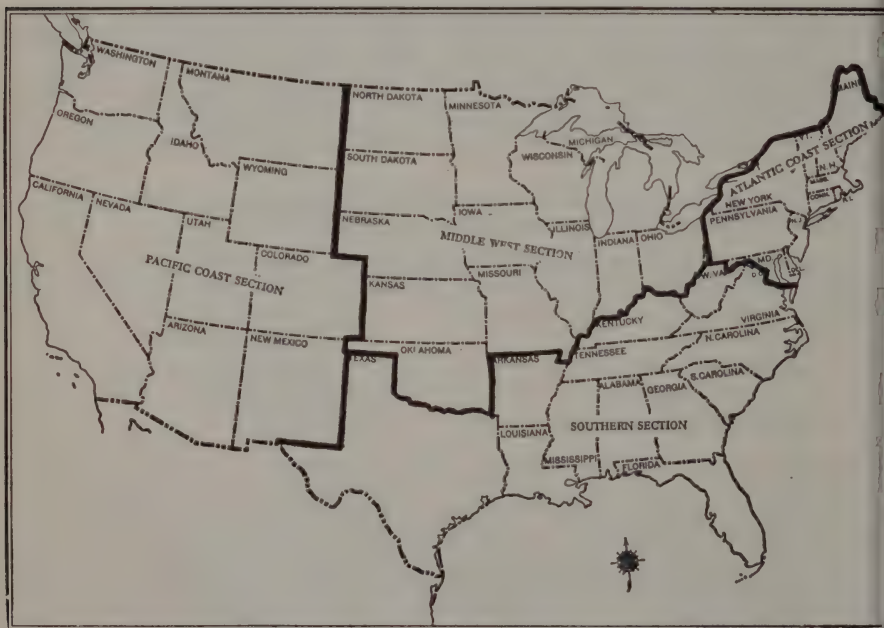 WASHINGTON
MONTANA
NORTH DAKOTA
MINNESOTA
OREGON
IDAHO
SOUTH DAKOTA
WISCONSIN
MICHIGAN
MAINE
ATLANTIC COAST SECTION
N.H.
WYOMING
CALIFORNIA
NEVADA
UTAH
NEBRASKA
IOWA
ILLINOIS
INDIANA
OHIO
NEW YORK
PENNSYLVANIA
CONN.
N.J.
MIDDLE WEST SECTION
PACIFIC COAST SECTION
COLORADO
KANSAS
MISSOURI
W. VA.
MD.
KENTUCKY
VIRGINIA
ARIZONA
NEW MEXICO
TEXAS
OKLAHOMA
ARKANSAS
TENNESSEE
N. CAROLINA
ALABAMA
GEORGIA
S. CAROLINA
SOUTHERN SECTION
LOUISIANA
MISSISSIPPI
FLORIDA